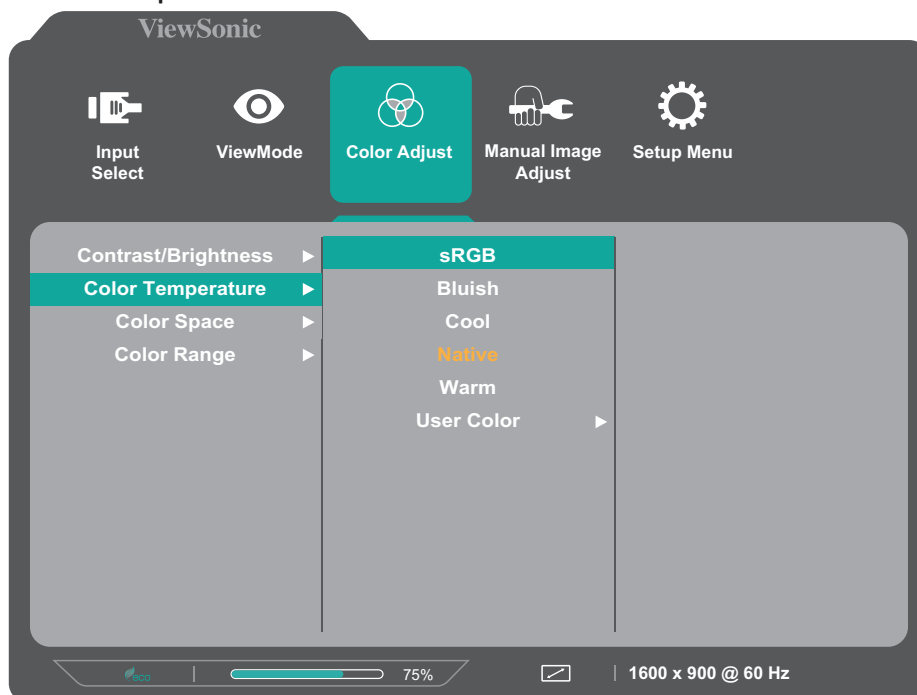 ViewSonic
Input
Select
ViewMode
Color Adjust
Manual Image
Adjust
Setup Menu
Contrast/Brightness
Color Temperature
Color Space
Color Range
sRGB
Bluish
Cool
Native
Warm
User Color
eco
75%
1600 x 900 @ 60 Hz